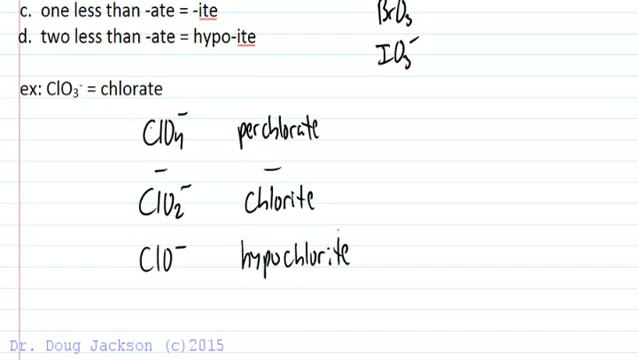 c. one less than -ate = -ite
d. two less than -ate = hypo-ite
BrO₃
IO₃⁻
ex: ClO₃⁻ = chlorate
ClO₄⁻ perchlorate
ClO₂⁻ chlorite
ClO⁻ hypochlorite
Dr. Doug Jackson (c)2015